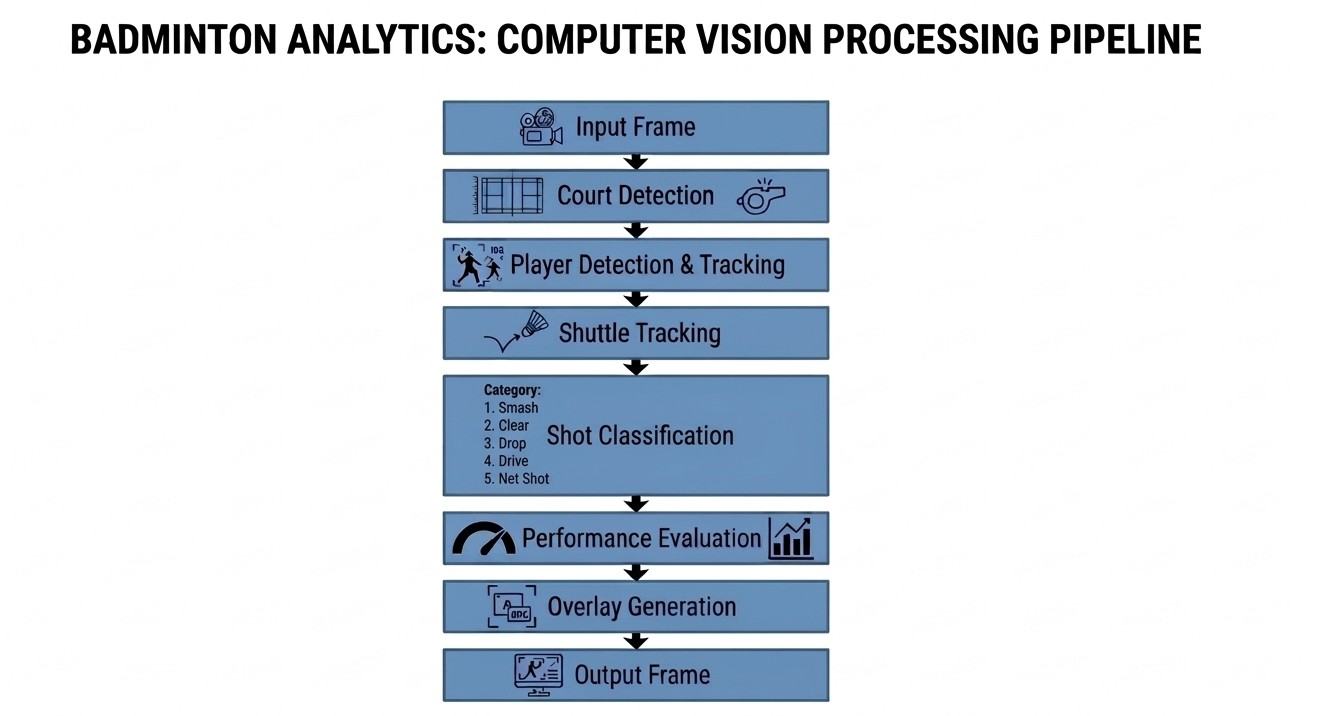 BADMINTON ANALYTICS: COMPUTER VISION PROCESSING PIPELINE
Input Frame
Court Detection
Player Detection & Tracking
Shuttle Tracking
Category:
1. Smash
2. Clear
3. Drop
4. Drive
5. Net Shot
Shot Classification
Performance Evaluation
A
Overlay Generation
Output Frame